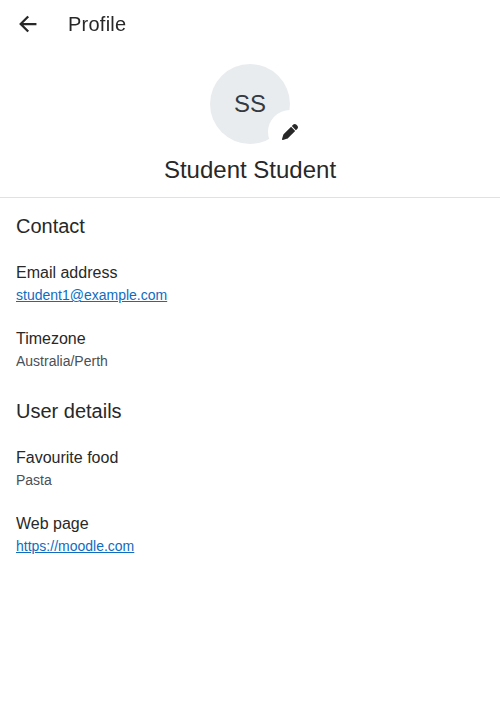 Profile
SS
Student Student
Contact
Email address
student1@example.com
Timezone
Australia/Perth
User details
Favourite food
Pasta
Web page
https://moodle.com